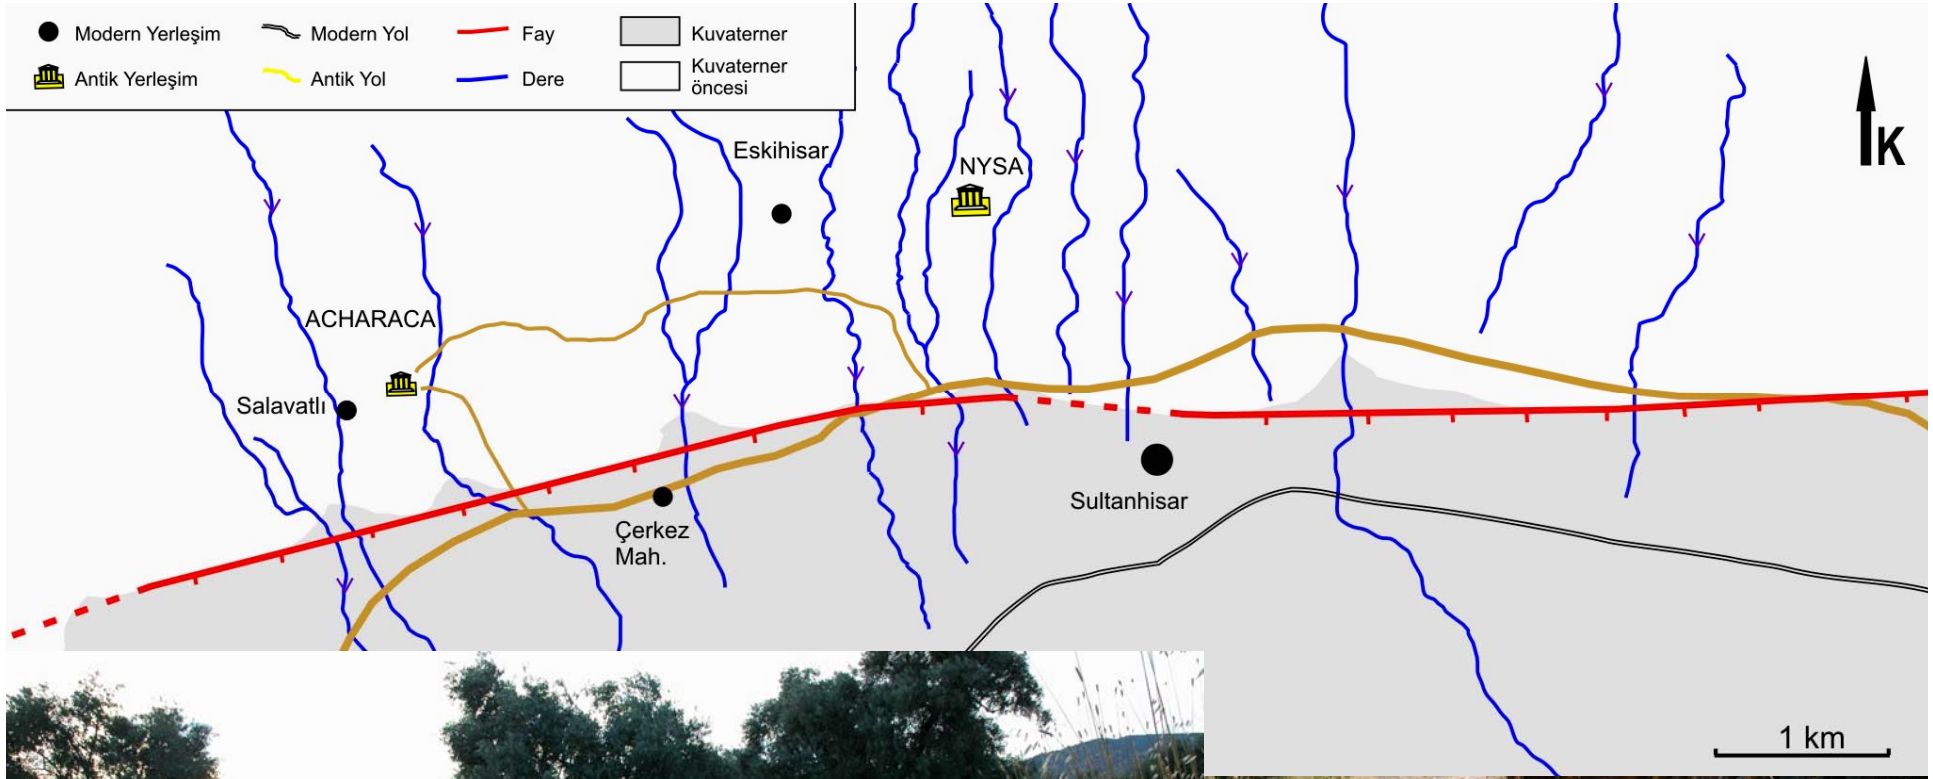 Modern Yerleşim
Modern Yol
Fay
Kuvaterner
Antik Yerleşim
Antik Yol
Dere
Kuvaterner
öncesi
K
Eskihisar
NYSA
ACHARACA
Salavatlı
Sultanhisar
Çerkez
Mah.
1 km